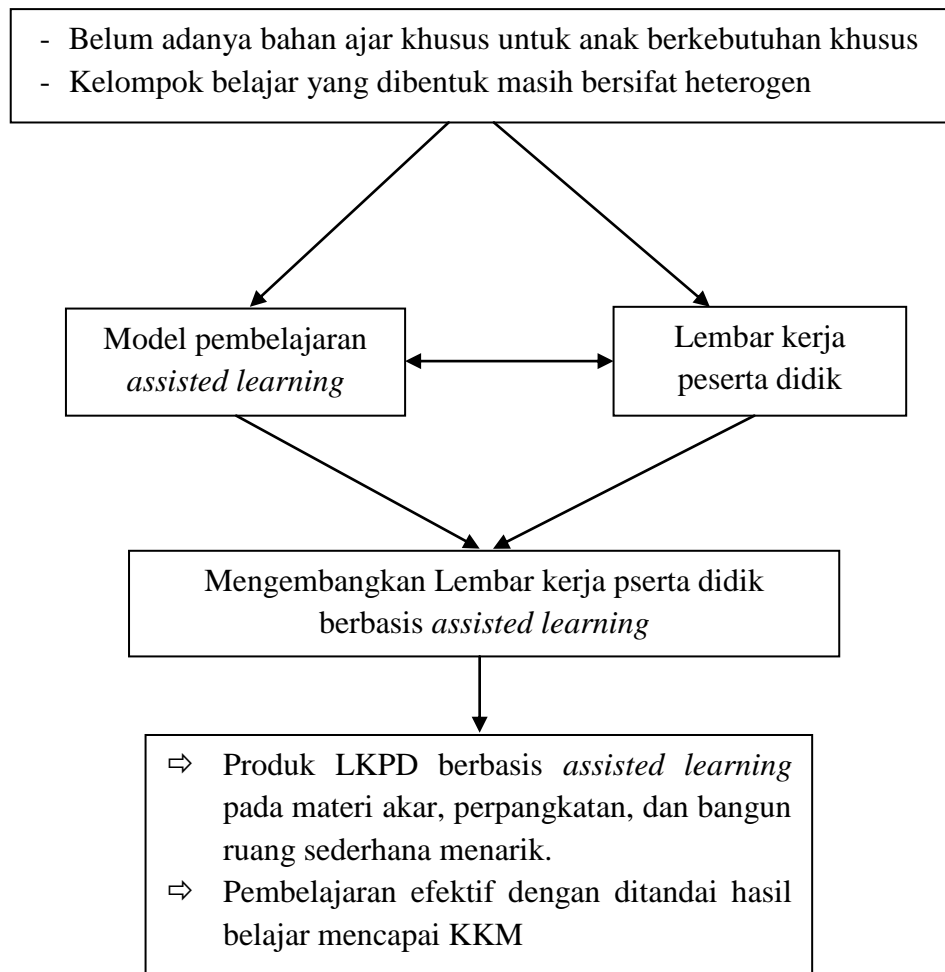 - Belum adanya bahan ajar khusus untuk anak berkebutuhan khusus
- Kelompok belajar yang dibentuk masih bersifat heterogen
Model pembelajaran
assisted learning
Lembar kerja
peserta didik
Mengembangkan Lembar kerja pserta didik
berbasis assisted learning
⇨ Produk LKPD berbasis assisted learning
pada materi akar, perpangkatan, dan bangun
ruang sederhana menarik.
⇨ Pembelajaran efektif dengan ditandai hasil
belajar mencapai KKM